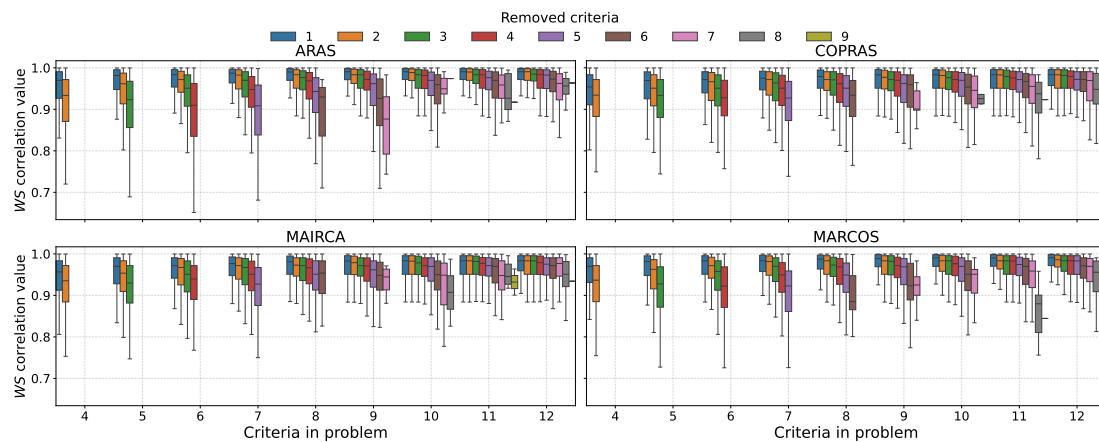 Removed criteria
1 2 3 4 5 6 7 8 9
ARAS COPRAS
WS correlation value
1.0
0.9
0.8
0.7
MAIRCA MARCOS
WS correlation value
1.0
0.9
0.8
0.7
4 5 6 7 8 9 10 11 12 4 5 6 7 8 9 10 11 12
Criteria in problem Criteria in problem